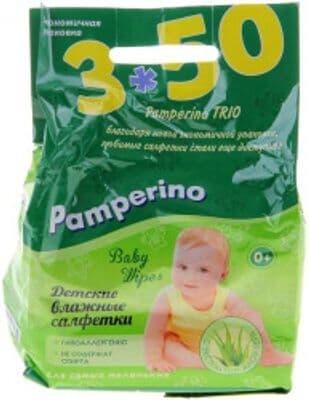 экономичная
упаковка
3*50
Pamperino TRIO
благодаря новой экономичной упаковке,
любимые салфетки стали еще доступнее!
Pamperino
Baby
Wipes
0+
Детские
влажные
салфетки
ГИПОАЛЛЕРГЕННО
НЕ СОДЕРЖАТ
СПИРТА
для самых маленьких